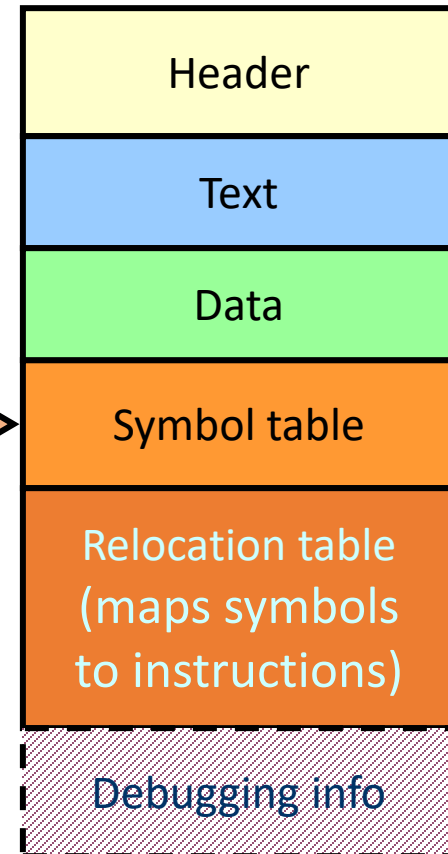 Header
Text
Data
Symbol table
Relocation table
(maps symbols
to instructions)
Debugging info